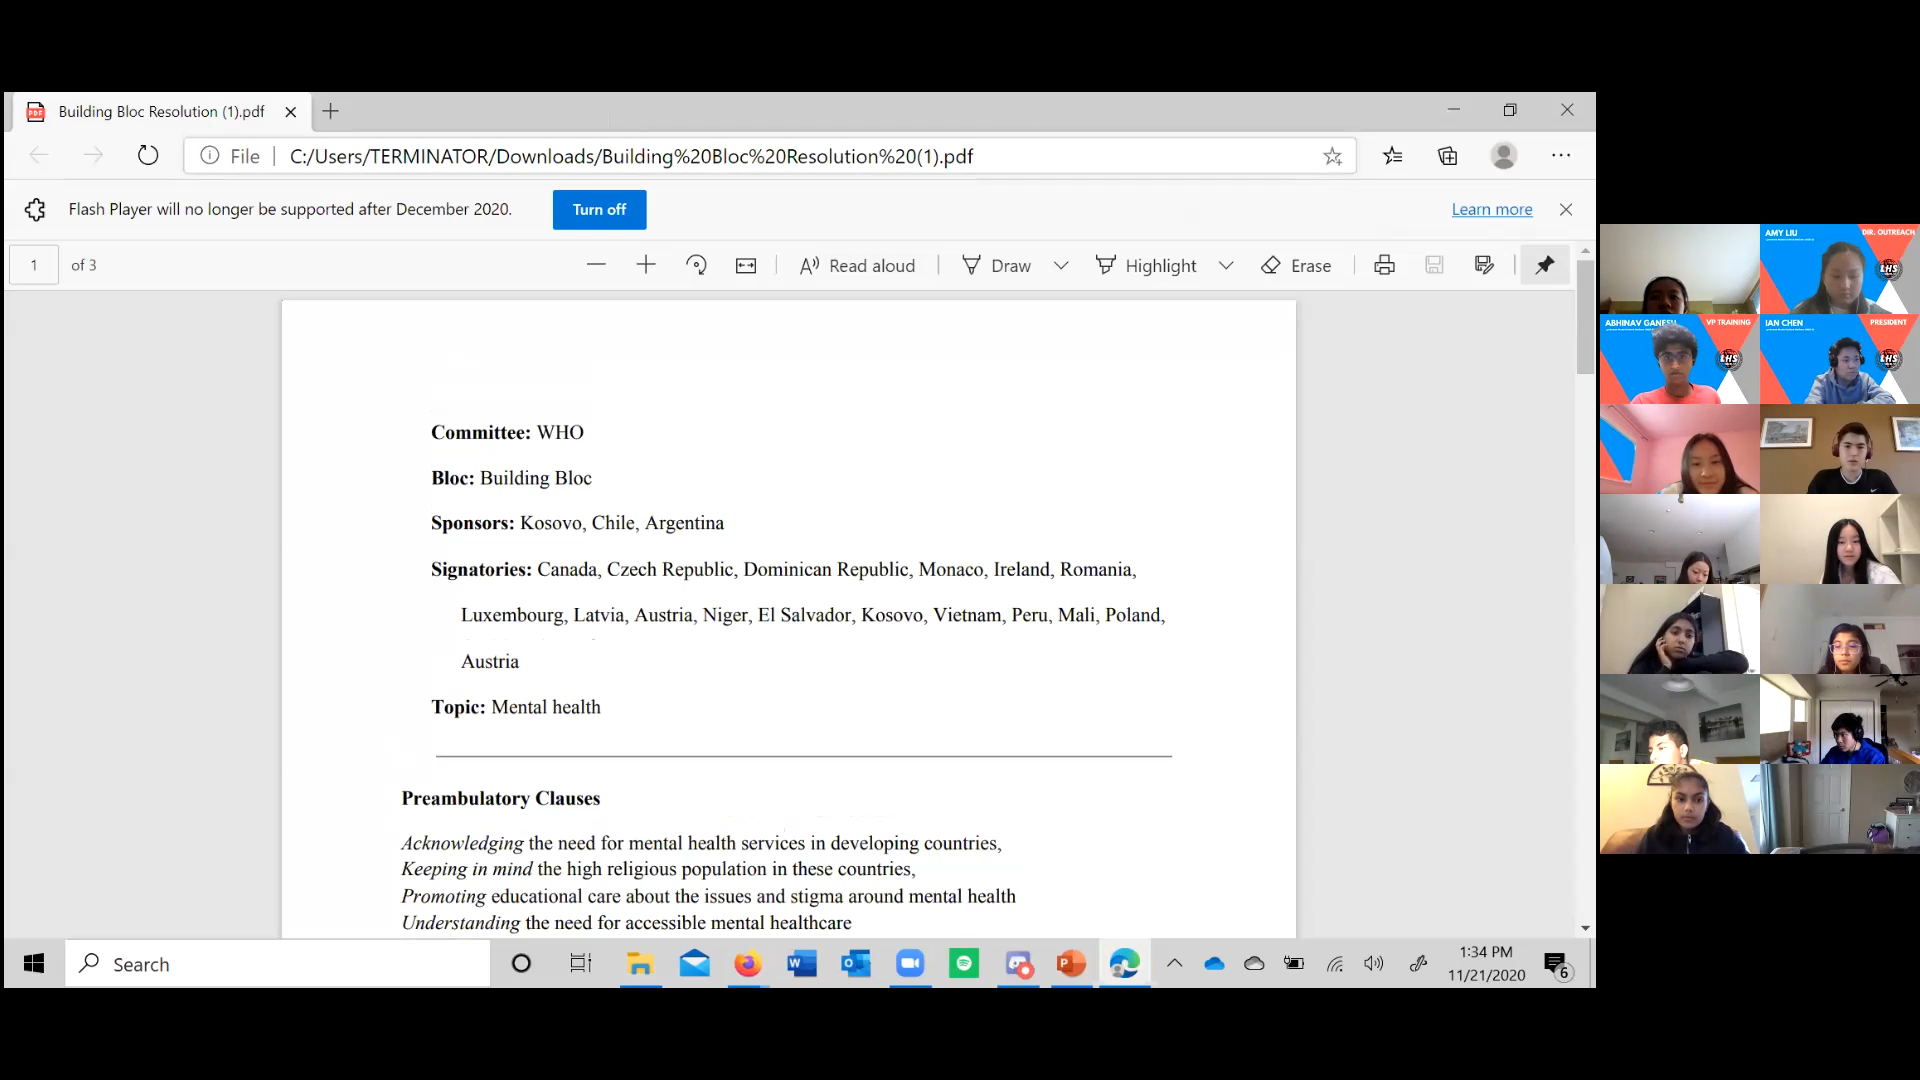 Building Bloc Resolution (1).pdf
File
C:/Users/TERMINATOR/Downloads/Building%20Bloc%20Resolution%20(1).pdf
Flash Player will no longer be supported after December 2020.
Turn off
Learn more
1 of 3
Read aloud
Draw
Highlight
Erase
Committee: WHO
Bloc: Building Bloc
Sponsors: Kosovo, Chile, Argentina
Signatories: Canada, Czech Republic, Dominican Republic, Monaco, Ireland, Romania,
Luxembourg, Latvia, Austria, Niger, El Salvador, Kosovo, Vietnam, Peru, Mali, Poland,
Austria
Topic: Mental health
Preambulatory Clauses
Acknowledging the need for mental health services in developing countries,
Keeping in mind the high religious population in these countries,
Promoting educational care about the issues and stigma around mental health
Understanding the need for accessible mental healthcare
AMY LIU
DIR. OUTREACH
LHS
ABHINAV GANESH
VP TRAINING
LHS
IAN CHEN
PRESIDENT
LHS
Search
1:34 PM
11/21/2020
6